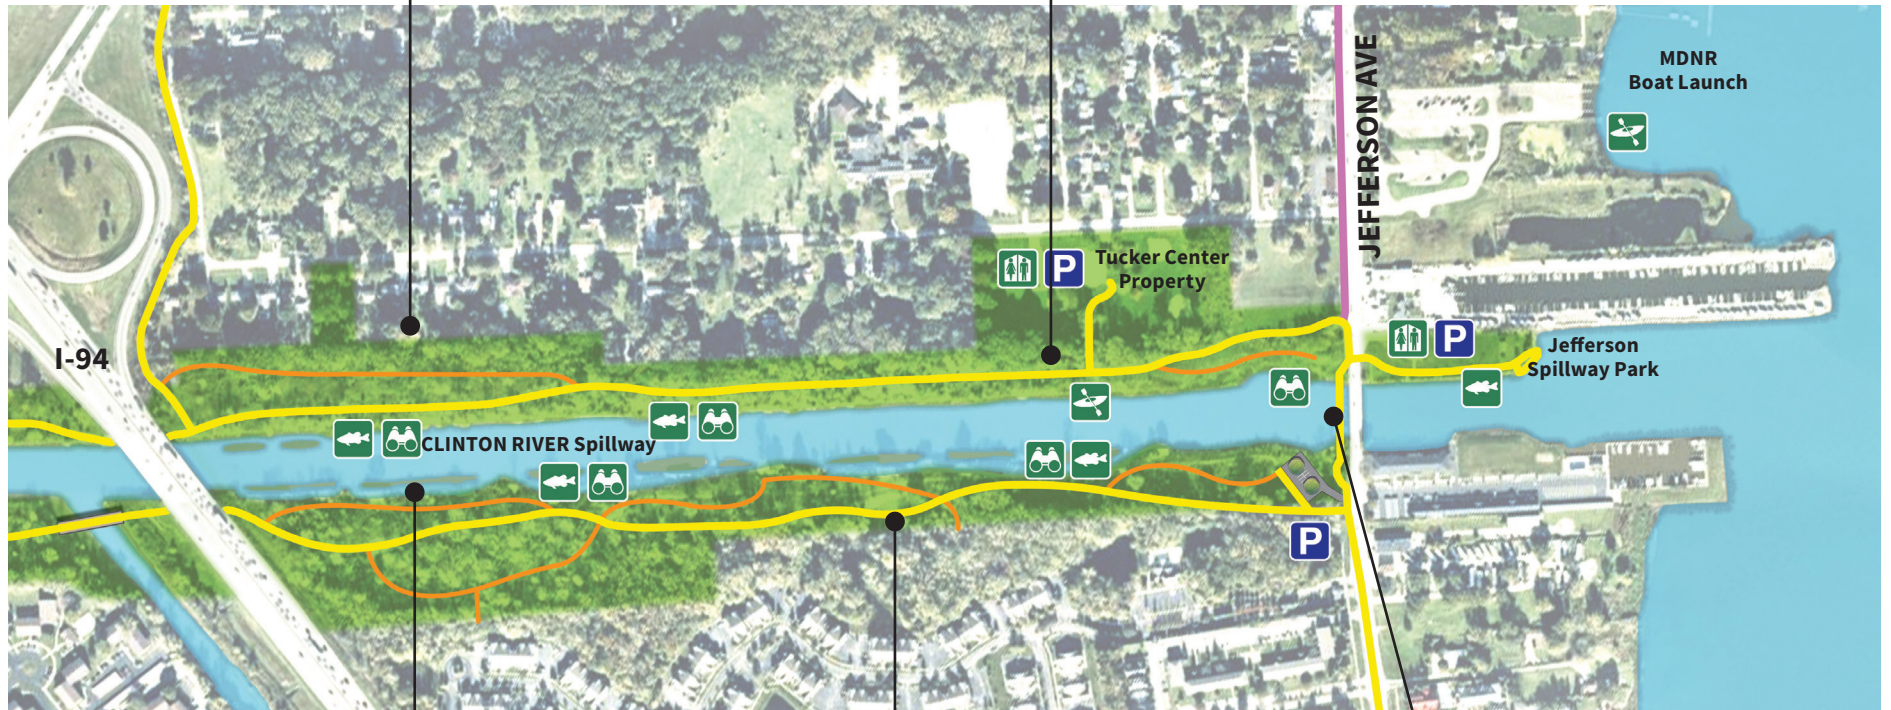 MDNR
Boat Launch
JEFFERSON AVE
Tucker Center
Property
P
I-94
P
Jefferson
Spillway Park
CLINTON RIVER Spillway
P